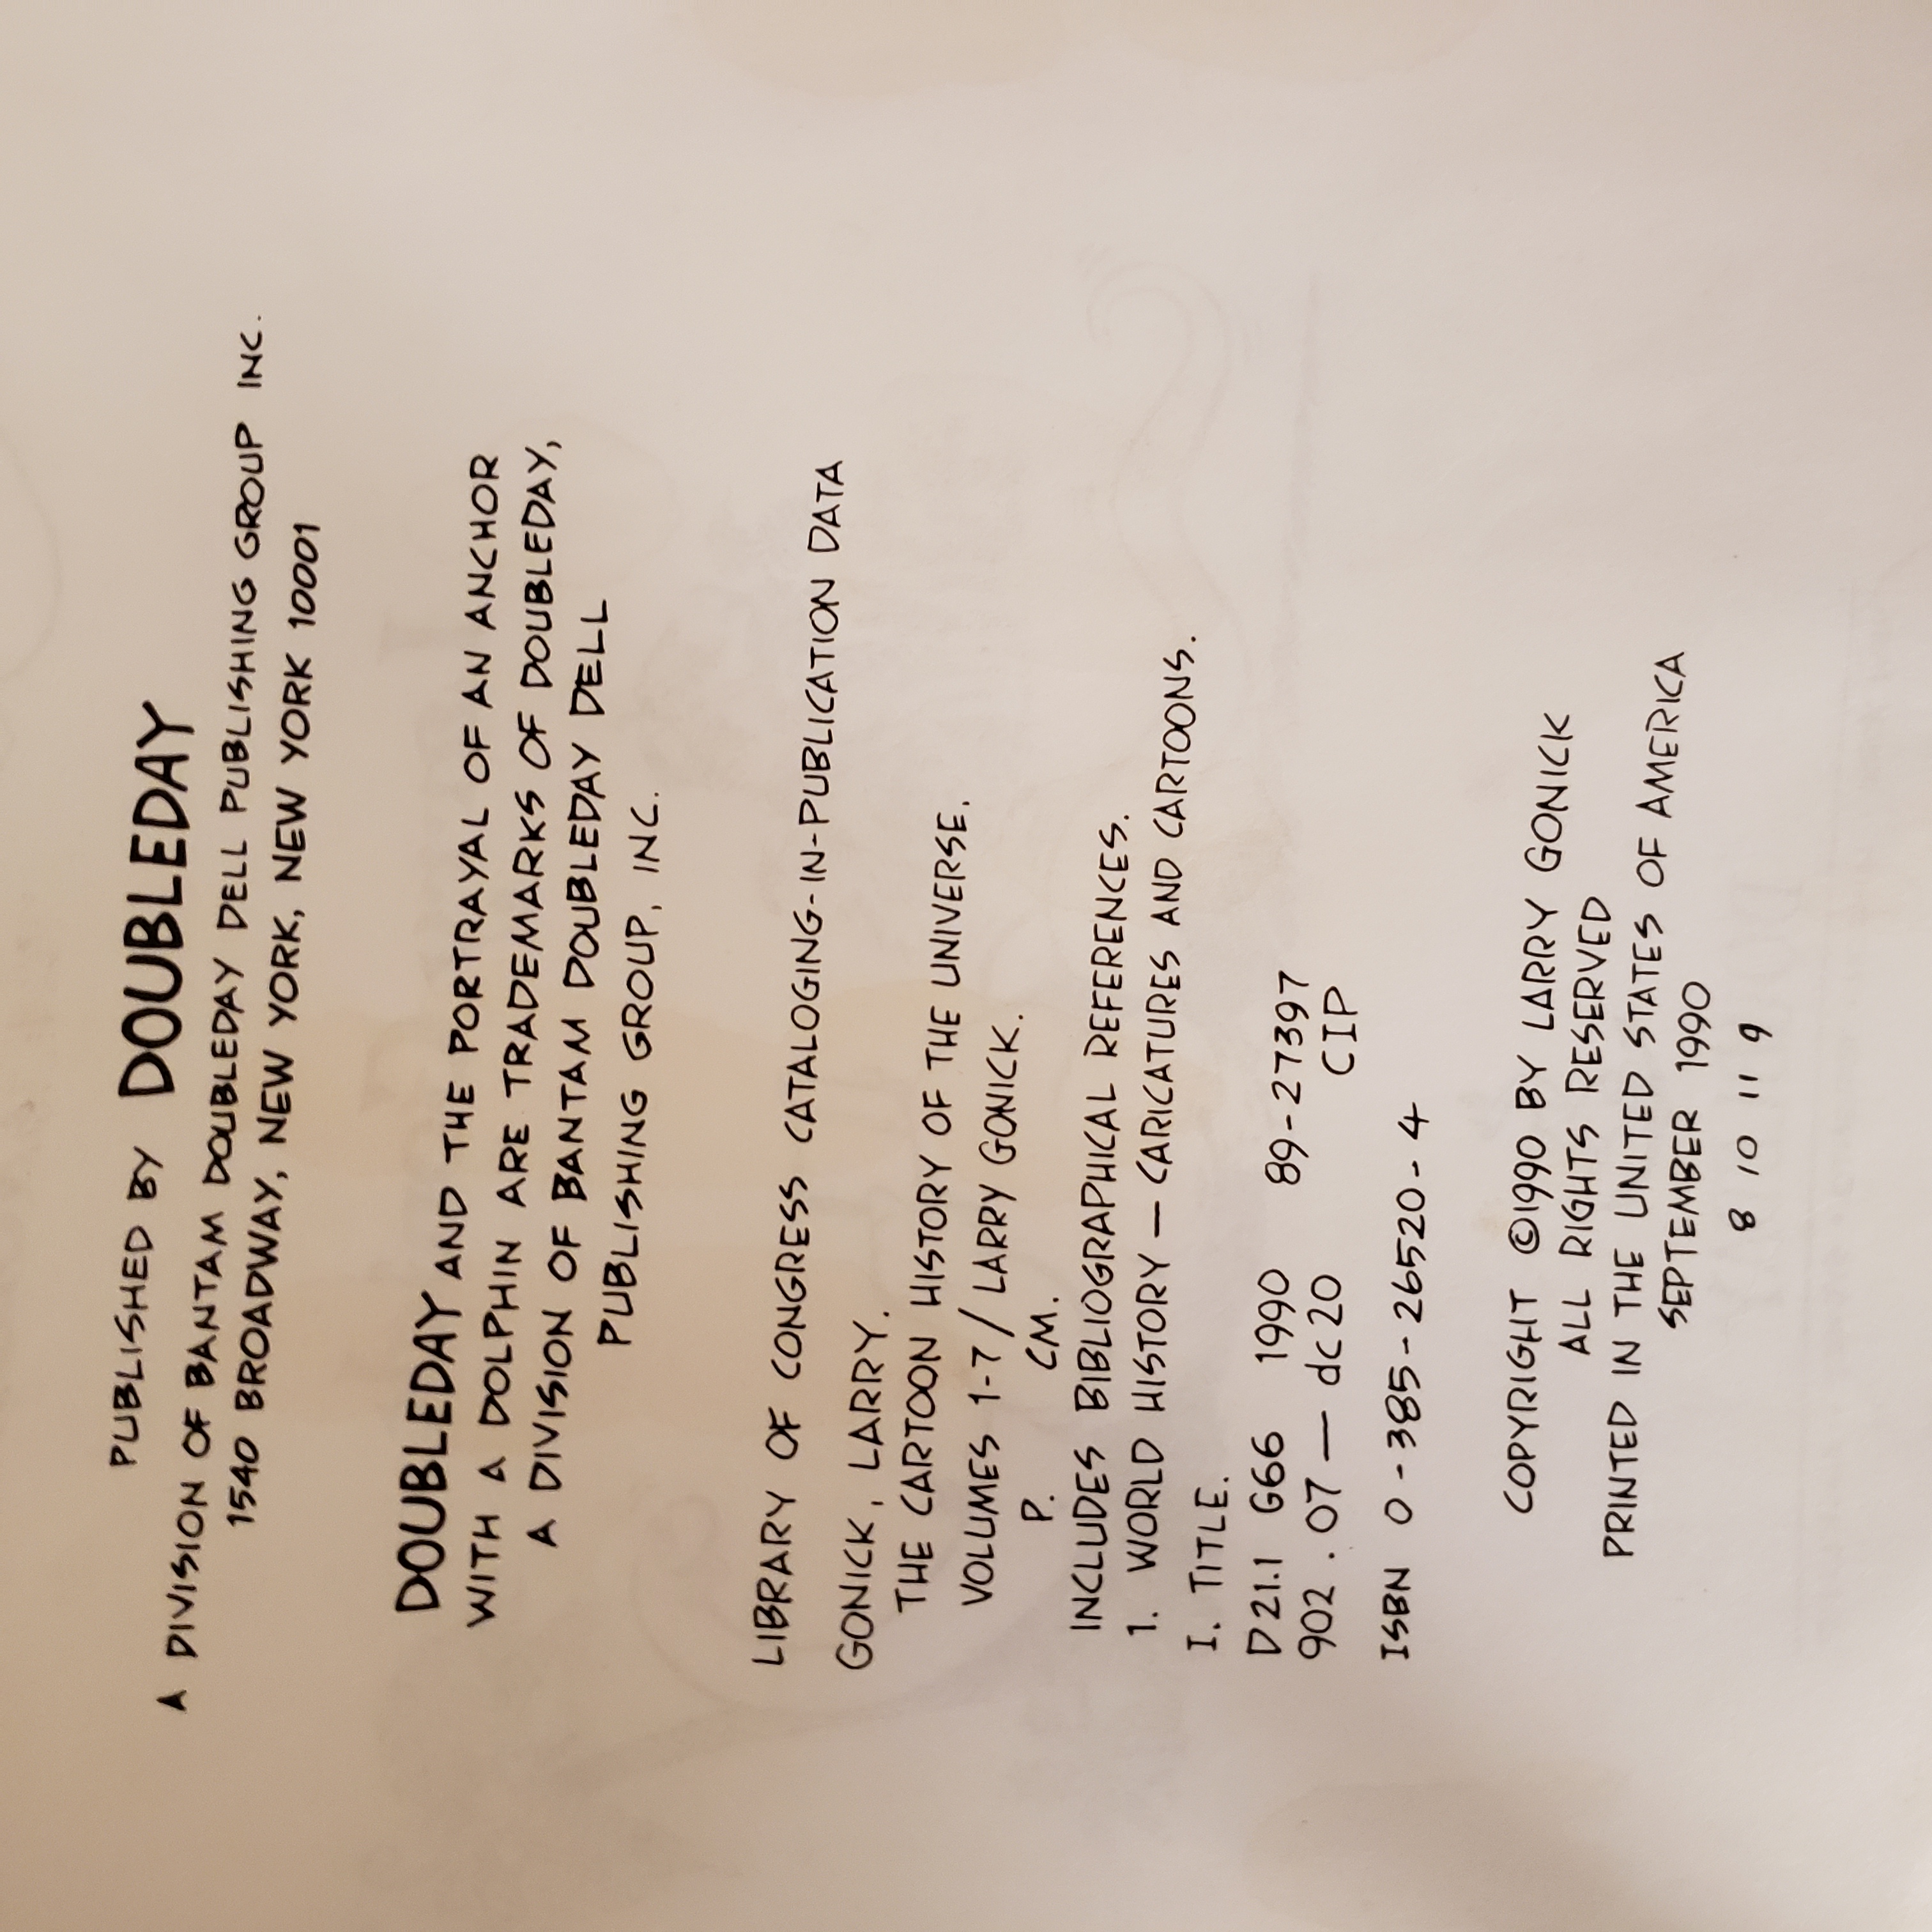 PUBLISHED BY DOUBLEDAY
A DIVISION OF BANTAM DOUBLEDAY DELL PUBLISHING GROUP INC.
1540 BROADWAY, NEW YORK, NEW YORK 10001
DOUBLEDAY AND THE PORTRAYAL OF AN ANCHOR
WITH A DOLPHIN ARE TRADEMARKS OF DOUBLEDAY,
A DIVISION OF BANTAM DOUBLEDAY DELL
PUBLISHING GROUP, INC.
LIBRARY OF CONGRESS CATALOGING-IN-PUBLICATION DATA
GONICK, LARRY.
THE CARTOON HISTORY OF THE UNIVERSE.
VOLUMES 1-7 / LARRY GONICK.
P. CM.
INCLUDES BIBLIOGRAPHICAL REFERENCES.
1. WORLD HISTORY — CARICATURES AND CARTOONS.
I. TITLE.
D21.1 G66 1990 89-27397
902.07 — dc20 CIP
ISBN 0-385-26520-4
COPYRIGHT ©1990 BY LARRY GONICK
ALL RIGHTS RESERVED
PRINTED IN THE UNITED STATES OF AMERICA
SEPTEMBER 1990
8 10 11 9